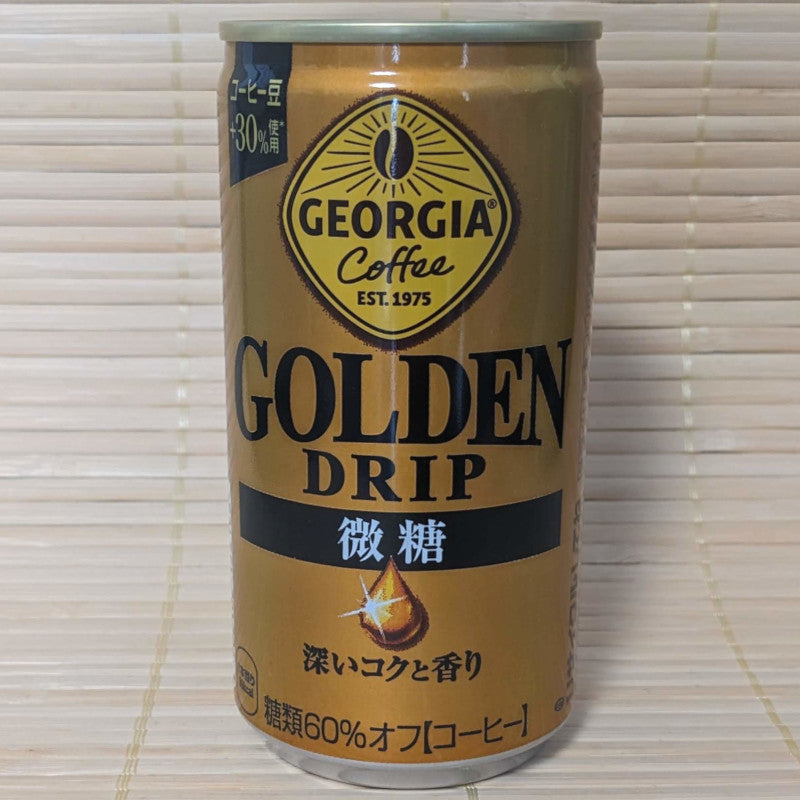 コーヒー豆
+30%使用*
GEORGIA®
Coffee
EST. 1975
GOLDEN
DRIP
微糖
深いコクと香り
糖類60%オフ【コーヒー】